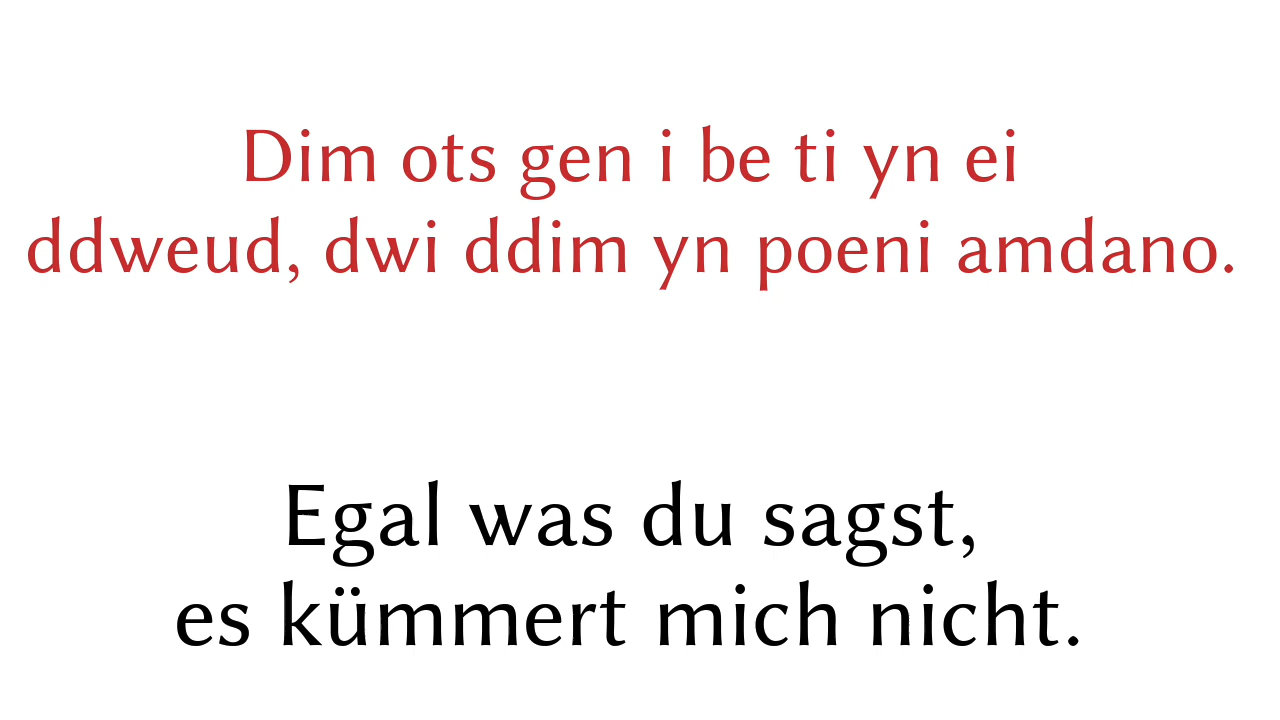 Dim ots gen i be ti yn ei
ddweud, dwi ddim yn poeni amdano.
Egal was du sagst,
es kümmert mich nicht.